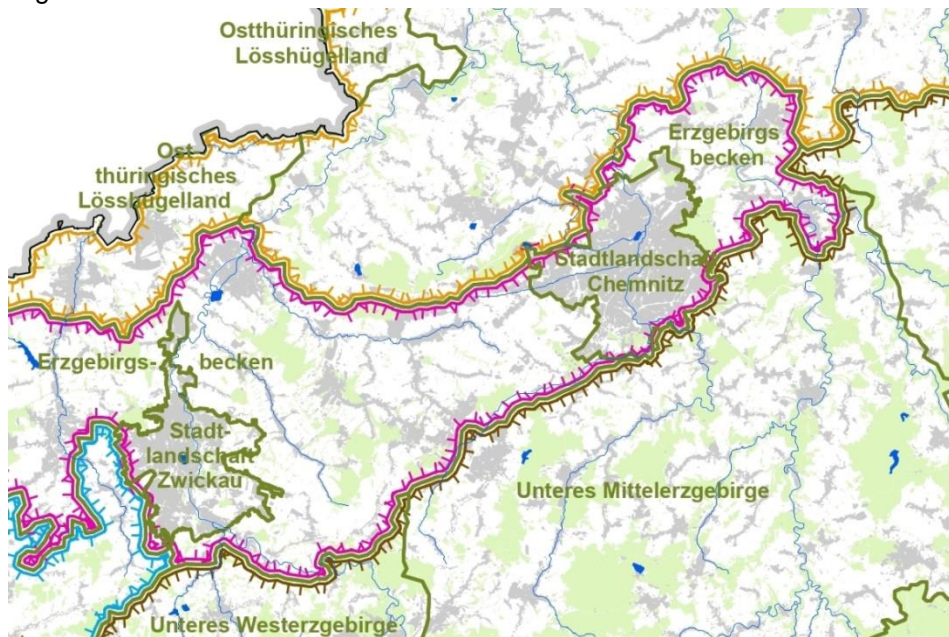 Ostthüringisches
Lösshügelland
Ost-
thüringisches
Lösshügelland
Erzgebirgs
becken
Stadtlandschaft
Chemnitz
Erzgebirgs- becken
Stadt-
landschaft
Zwickau
Unteres Mittelerzgebirge
Unteres Westerzgebirge